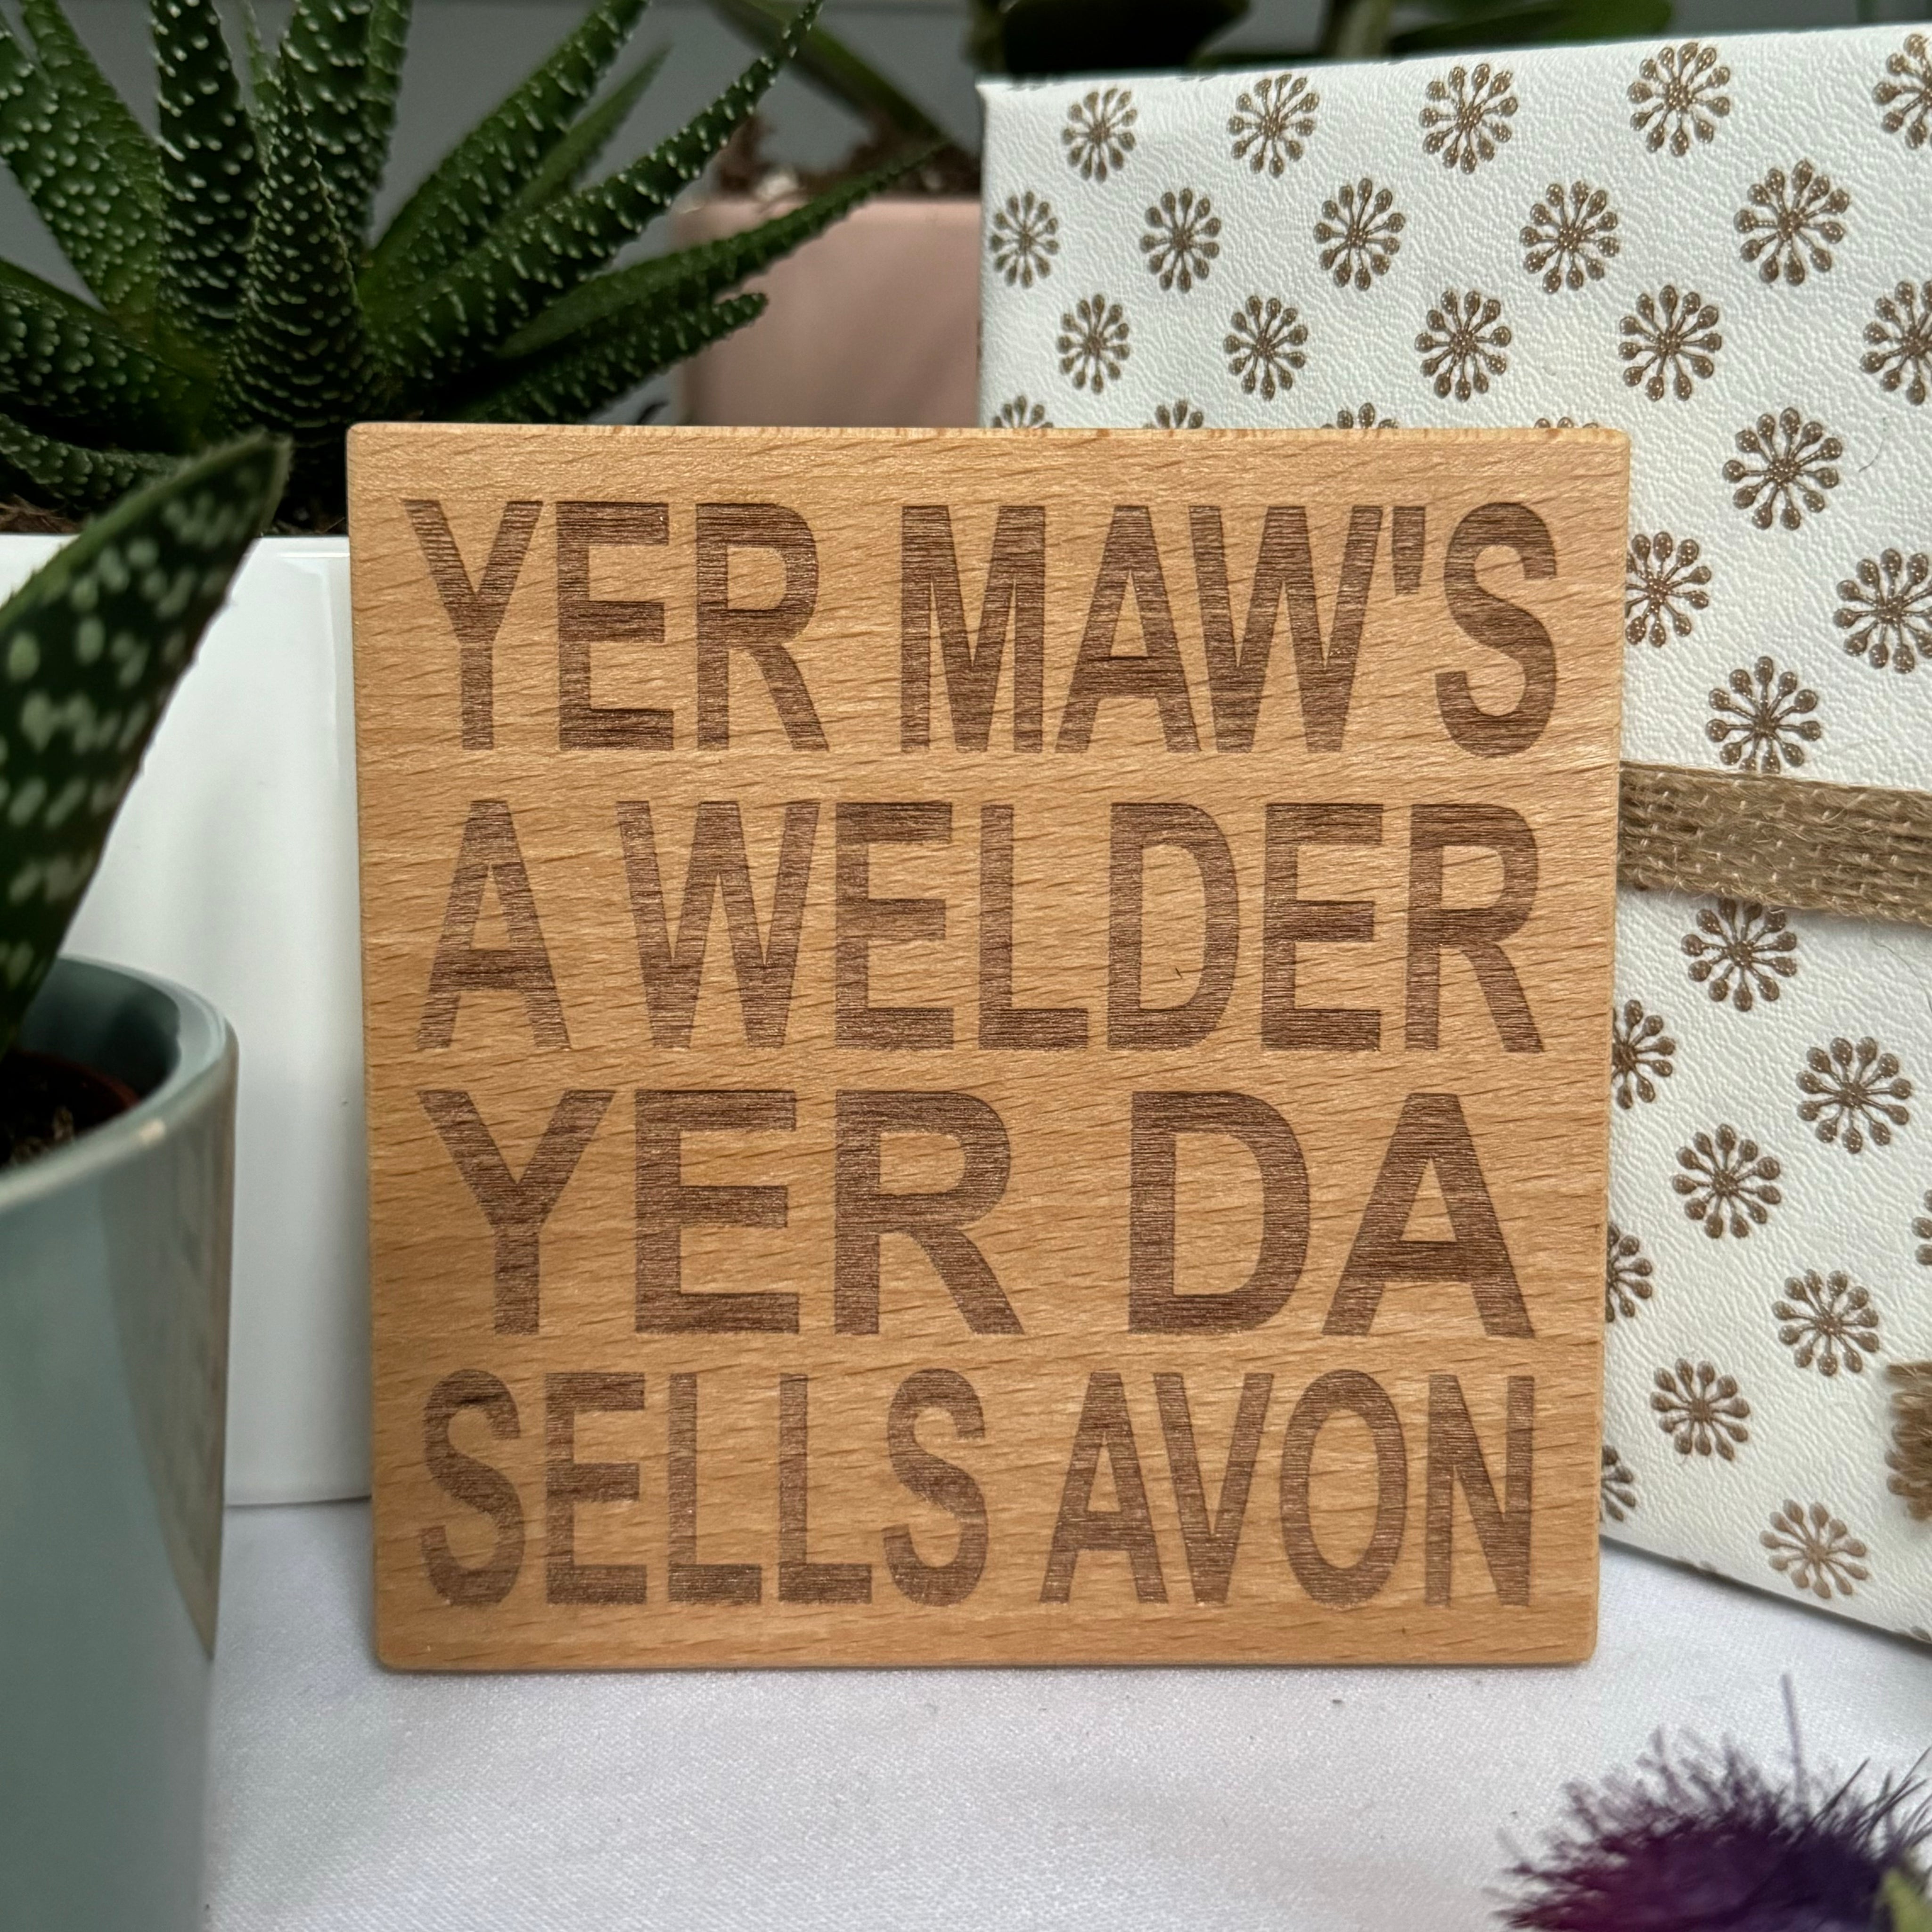 YER MAW'S
A WELDER
YER DA
SELLS AVON